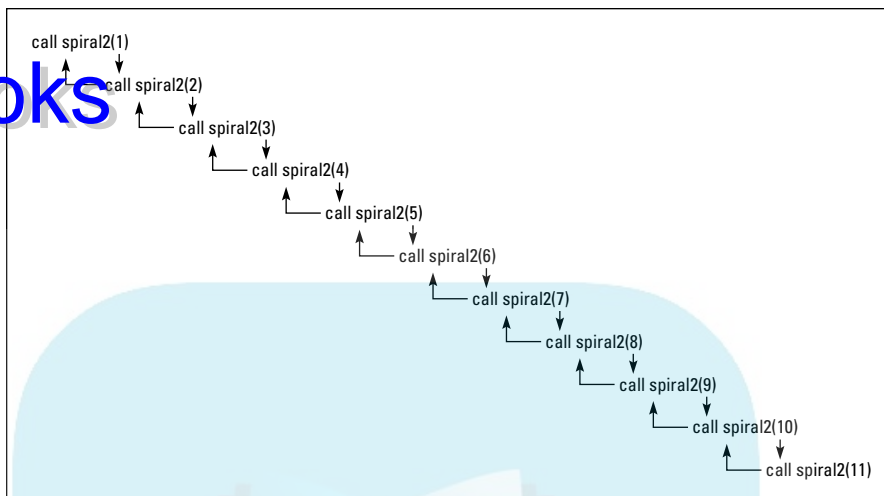 call spiral2(1)
oks
call spiral2(2)
call spiral2(3)
call spiral2(4)
call spiral2(5)
call spiral2(6)
call spiral2(7)
call spiral2(8)
call spiral2(9)
call spiral2(10)
call spiral2(11)